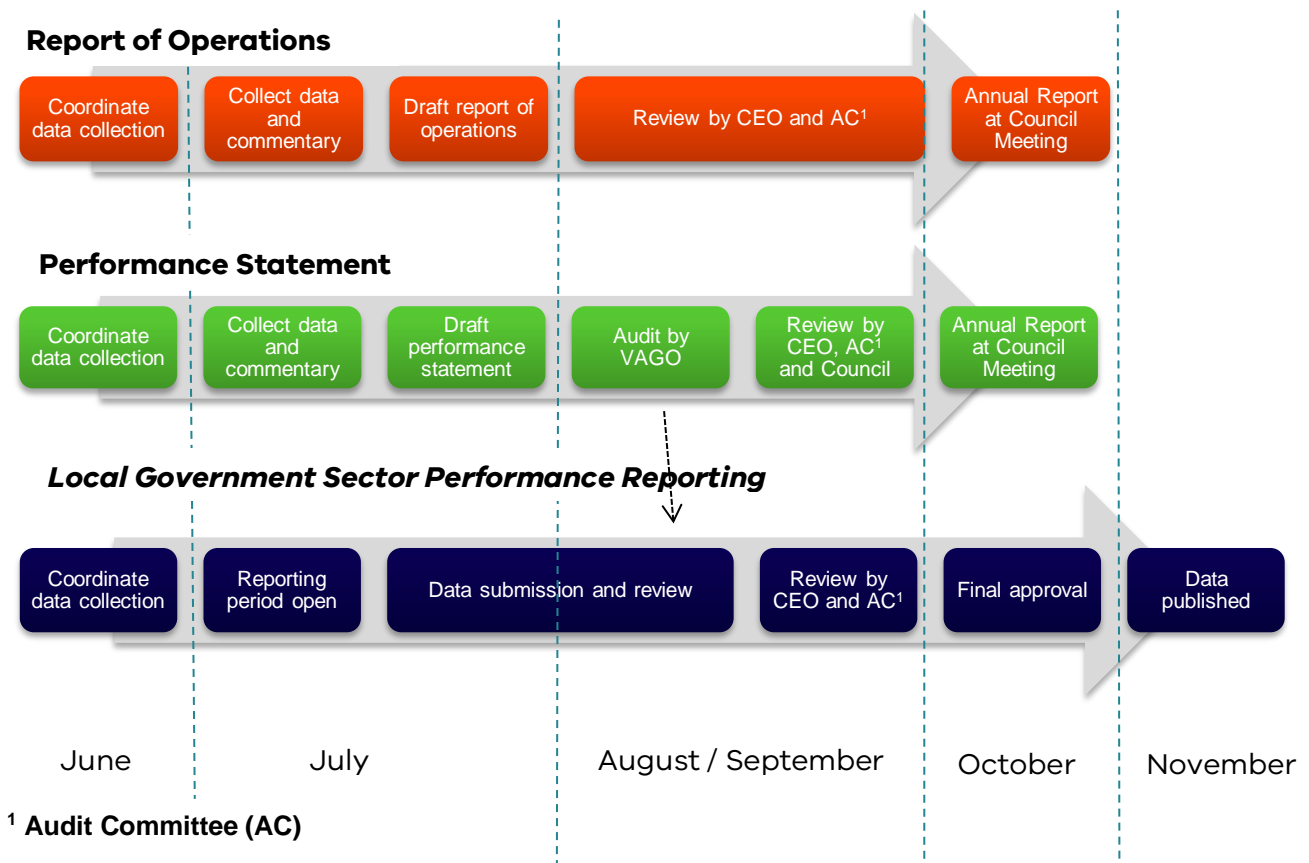 Report of Operations
Coordinate
data collection
Collect data
and
commentary
Draft report of
operations
Review by CEO and AC¹
Annual Report
at Council
Meeting
Performance Statement
Coordinate
data collection
Collect data
and
commentary
Draft
performance
statement
Audit by
VAGO
Review by
CEO, AC¹
and Council
Annual Report
at Council
Meeting
Local Government Sector Performance Reporting
Coordinate
data collection
Reporting
period open
Data submission and review
Review by
CEO and AC¹
Final approval
Data
published
June
July
August / September
October
November
¹ Audit Committee (AC)